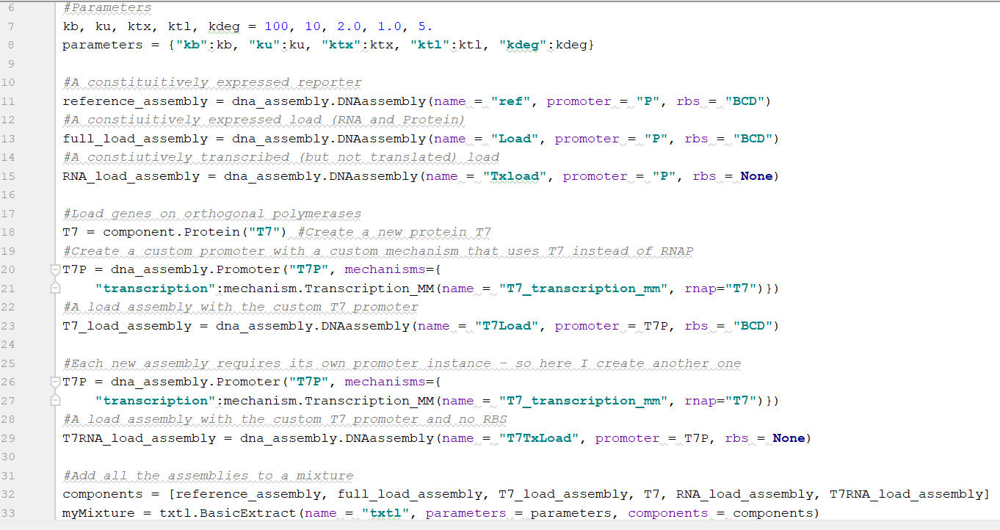 6 #Parameters
7 kb, ku, ktx, ktl, kdeg = 100, 10, 2.0, 1.0, 5.
8 parameters = {"kb":kb, "ku":ku, "ktx":ktx, "ktl":ktl, "kdeg":kdeg}
9
10 #A constituitively expressed reporter
11 reference_assembly = dna_assembly.DNAassembly(name = "ref", promoter = "P", rbs = "BCD")
12 #A constiuitively expressed load (RNA and Protein)
13 full_load_assembly = dna_assembly.DNAassembly(name = "Load", promoter = "P", rbs = "BCD")
14 #A constiutively transcribed (but not translated) load
15 RNA_load_assembly = dna_assembly.DNAassembly(name = "Txload", promoter = "P", rbs = None)
16
17 #Load genes on orthogonal polymerases
18 T7 = component.Protein("T7") #Create a new protein T7
19 #Create a custom promoter with a custom mechanism that uses T7 instead of RNAP
20 T7P = dna_assembly.Promoter("T7P", mechanisms={
21     "transcription":mechanism.Transcription_MM(name = "T7_transcription_mm", rnap="T7")})
22 #A load assembly with the custom T7 promoter
23 T7_load_assembly = dna_assembly.DNAassembly(name = "T7Load", promoter = T7P, rbs = "BCD")
24
25 #Each new assembly requires its own promoter instance - so here I create another one
26 T7P = dna_assembly.Promoter("T7P", mechanisms={
27     "transcription":mechanism.Transcription_MM(name = "T7_transcription_mm", rnap="T7")})
28 #A load assembly with the custom T7 promoter and no RBS
29 T7RNA_load_assembly = dna_assembly.DNAassembly(name = "T7TxLoad", promoter = T7P, rbs = None)
30
31 #Add all the assemblies to a mixture
32 components = [reference_assembly, full_load_assembly, T7_load_assembly, T7, RNA_load_assembly, T7RNA_load_assembly]
33 myMixture = txtl.BasicExtract(name = "txtl", parameters = parameters, components = components)